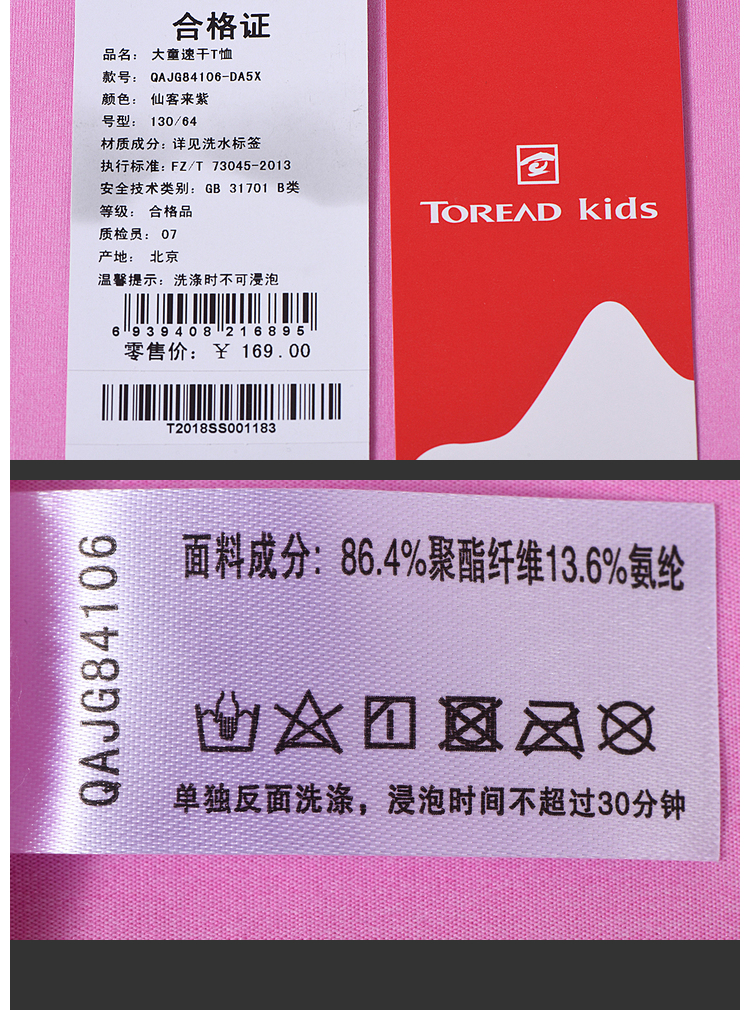 合格证
品名： 大童速干T恤
款号： QAJG84106-DA5X
颜色： 仙客来紫
号型： 130/64
材质成分：详见洗水标签
执行标准：FZ/T 73045-2013
安全技术类别：GB 31701 B类
等级： 合格品
质检员： 07
产地： 北京
温馨提示：洗涤时不可浸泡
6 939408 216895
零售价：￥ 169.00
T2018SS001183
TOREAD kids
QAJG84106
面料成分: 86.4%聚酯纤维13.6%氨纶
单独反面洗涤，浸泡时间不超过30分钟